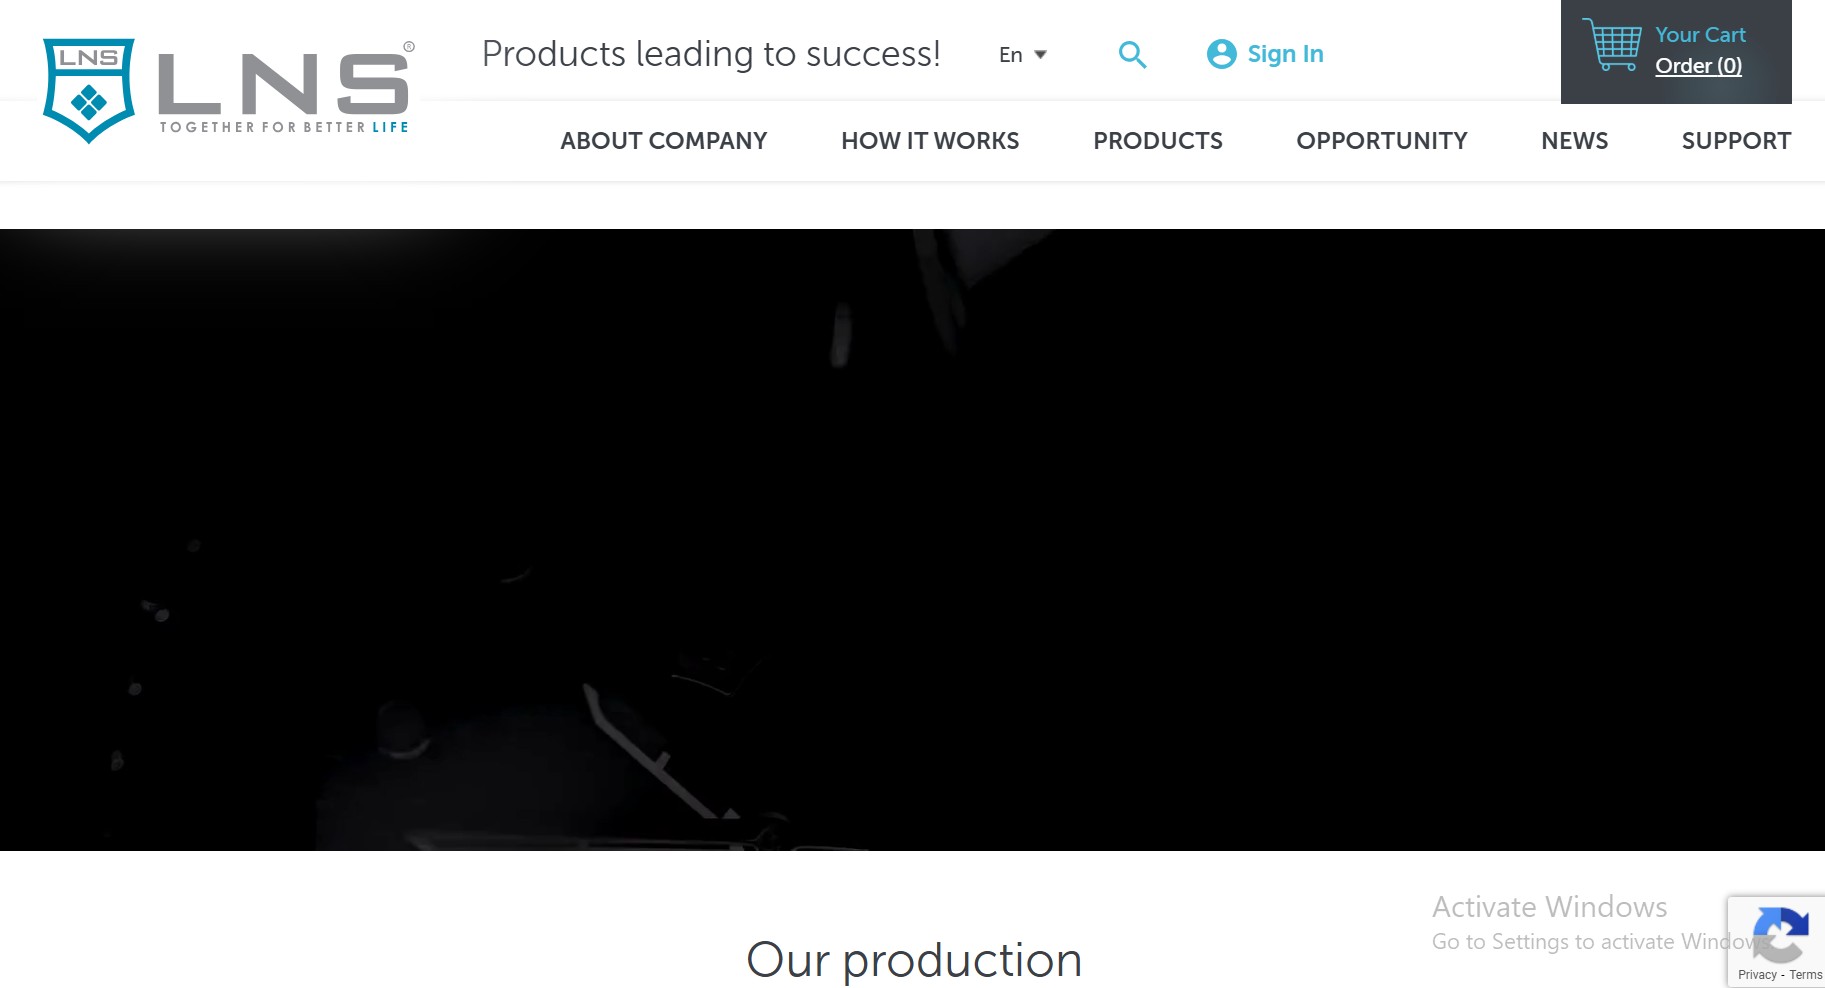 LNS
LNS®
TOGETHER FOR BETTER LIFE
Products leading to success!
En
Sign In
Your Cart
Order (0)
ABOUT COMPANY
HOW IT WORKS
PRODUCTS
OPPORTUNITY
NEWS
SUPPORT
Our production
Activate Windows
Go to Settings to activate Windows.
Privacy - Terms